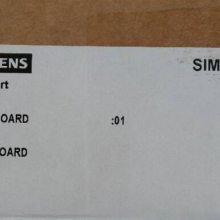 ENS SIM
rt
OARD :01
OARD